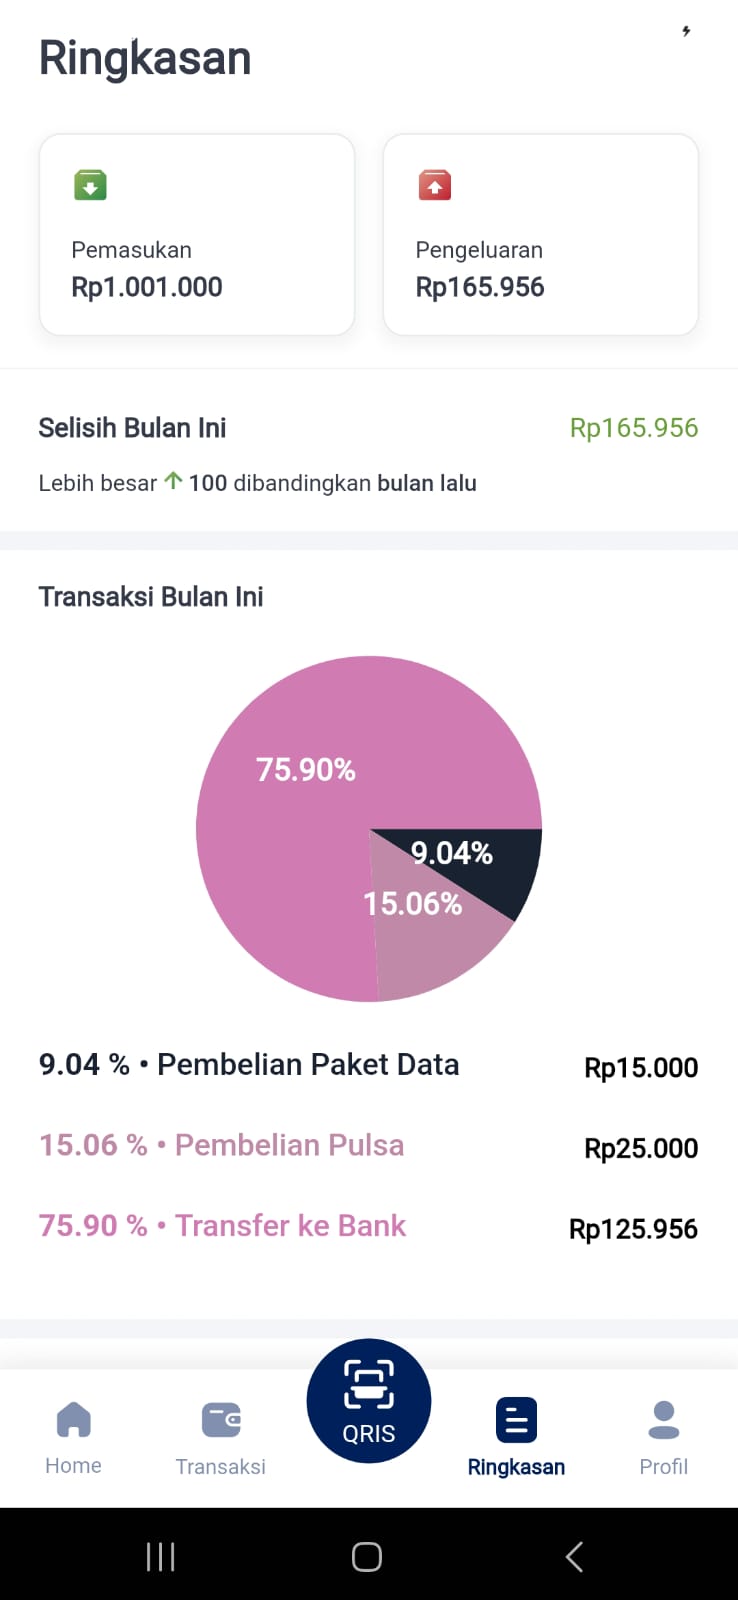 Ringkasan
Pemasukan
Rp1.001.000
Pengeluaran
Rp165.956
Selisih Bulan Ini
Rp165.956
Lebih besar ↑ 100 dibandingkan bulan lalu
Transaksi Bulan Ini
75.90%
9.04%
15.06%
9.04 % • Pembelian Paket Data
Rp15.000
15.06 % • Pembelian Pulsa
Rp25.000
75.90 % • Transfer ke Bank
Rp125.956
Home
Transaksi
QRIS
Ringkasan
Profil